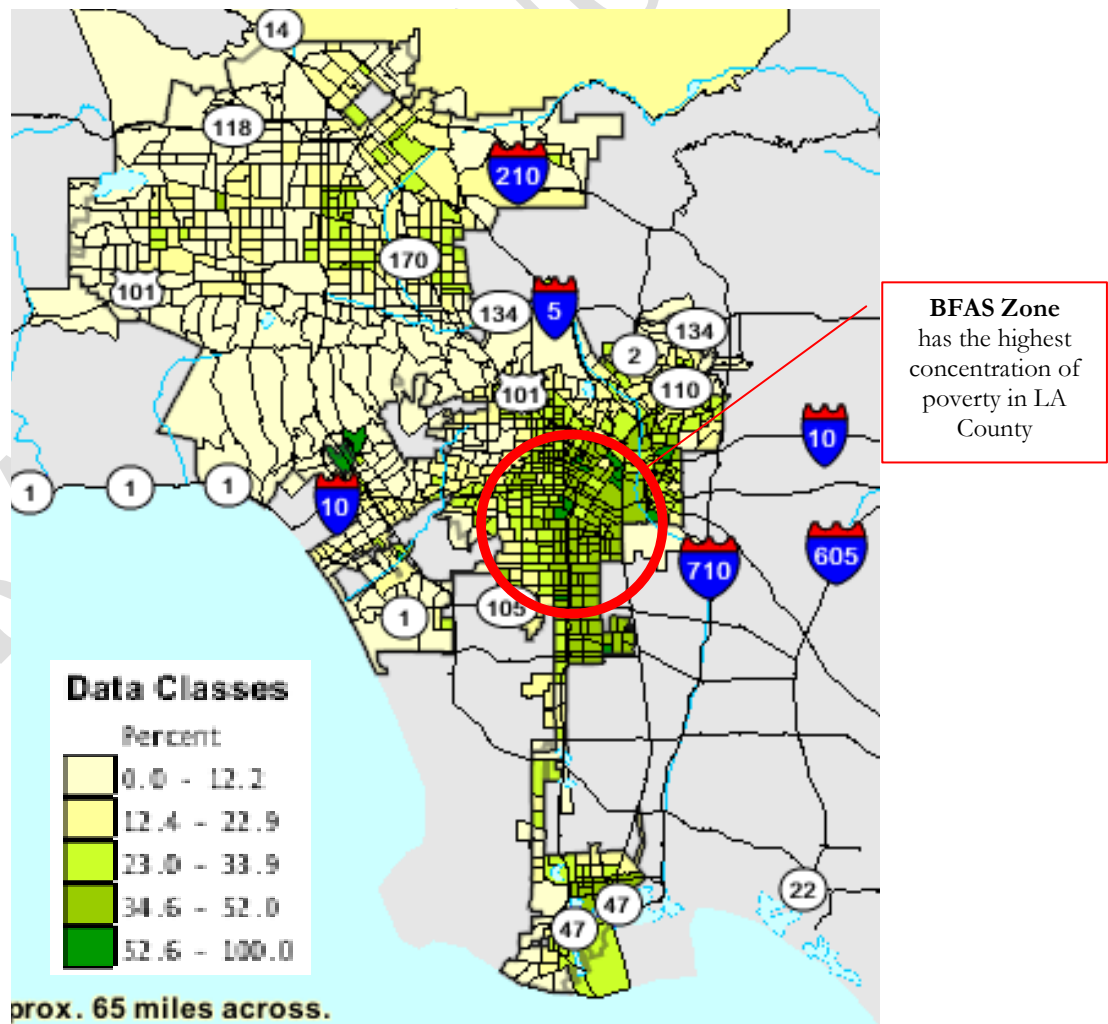 14
118
210
170
101
134
5
134
2
101
110
10
1
1
1
10
710
605
105
1
BFAS Zone
has the highest
concentration of
poverty in LA
County
Data Classes
Percent
0.0 - 12.2
12.4 - 22.9
23.0 - 33.9
34.6 - 52.0
52.6 - 100.0
22
47
47
prox. 65 miles across.